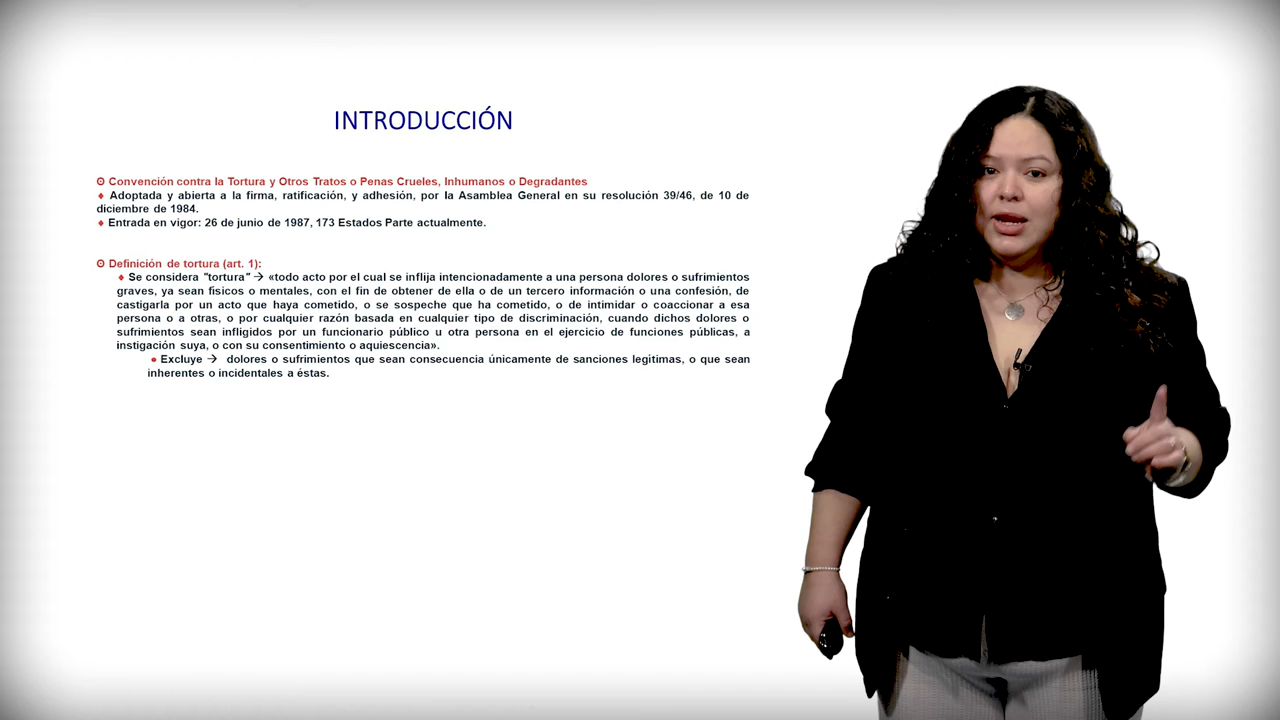 INTRODUCCIÓN
ʘ Convención contra la Tortura y Otros Tratos o Penas Crueles, Inhumanos o Degradantes
♦ Adoptada y abierta a la firma, ratificación, y adhesión, por la Asamblea General en su resolución 39/46, de 10 de
diciembre de 1984.
♦ Entrada en vigor: 26 de junio de 1987, 173 Estados Parte actualmente.
ʘ Definición de tortura (art. 1):
♦ Se considera "tortura" → «todo acto por el cual se inflija intencionadamente a una persona dolores o sufrimientos
graves, ya sean físicos o mentales, con el fin de obtener de ella o de un tercero información o una confesión, de
castigarla por un acto que haya cometido, o se sospeche que ha cometido, o de intimidar o coaccionar a esa
persona o a otras, o por cualquier razón basada en cualquier tipo de discriminación, cuando dichos dolores o
sufrimientos sean infligidos por un funcionario público u otra persona en el ejercicio de funciones públicas, a
instigación suya, o con su consentimiento o aquiescencia».
● Excluye → dolores o sufrimientos que sean consecuencia únicamente de sanciones legítimas, o que sean
inherentes o incidentales a éstas.